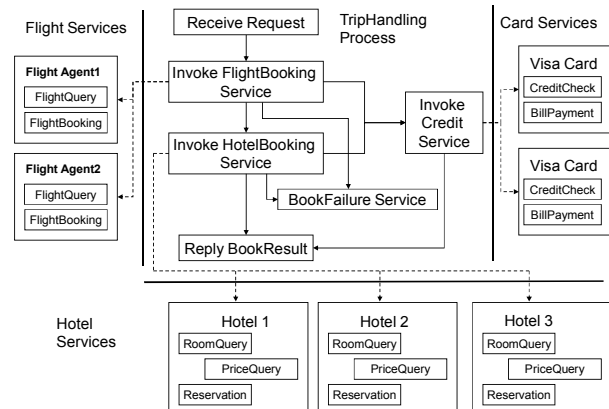 Flight Services
Flight Agent1
FlightQuery
FlightBooking
Flight Agent2
FlightQuery
FlightBooking
Receive Request
TripHandling
Process
Invoke FlightBooking
Service
Invoke HotelBooking
Service
Invoke
Credit
Service
BookFailure Service
Reply BookResult
Card Services
Visa Card
CreditCheck
BillPayment
Visa Card
CreditCheck
BillPayment
Hotel
Services
Hotel 1
RoomQuery
PriceQuery
Reservation
Hotel 2
RoomQuery
PriceQuery
Reservation
Hotel 3
RoomQuery
PriceQuery
Reservation